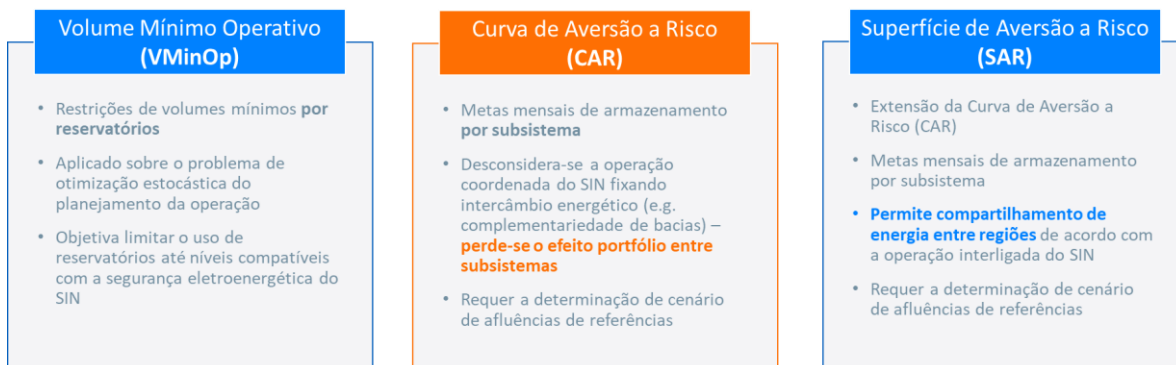 Volume Mínimo Operativo
(VMinOp)
• Restrições de volumes mínimos por
reservatórios
• Aplicado sobre o problema de
otimização estocástica do
planejamento da operação
• Objetiva limitar o uso de
reservatórios até níveis compatíveis
com a segurança eletroenergética do
SIN
Curva de Aversão a Risco
(CAR)
• Metas mensais de armazenamento
por subsistema
• Desconsidera-se a operação
coordenada do SIN fixando
intercâmbio energético (e.g.
complementariedade de bacias) –
perde-se o efeito portfólio entre
subsistemas
• Requer a determinação de cenário
de afluências de referências
Superfície de Aversão a Risco
(SAR)
• Extensão da Curva de Aversão a
Risco (CAR)
• Metas mensais de armazenamento
por subsistema
• Permite compartilhamento de
energia entre regiões de acordo com
a operação interligada do SIN
• Requer a determinação de cenário
de afluências de referências